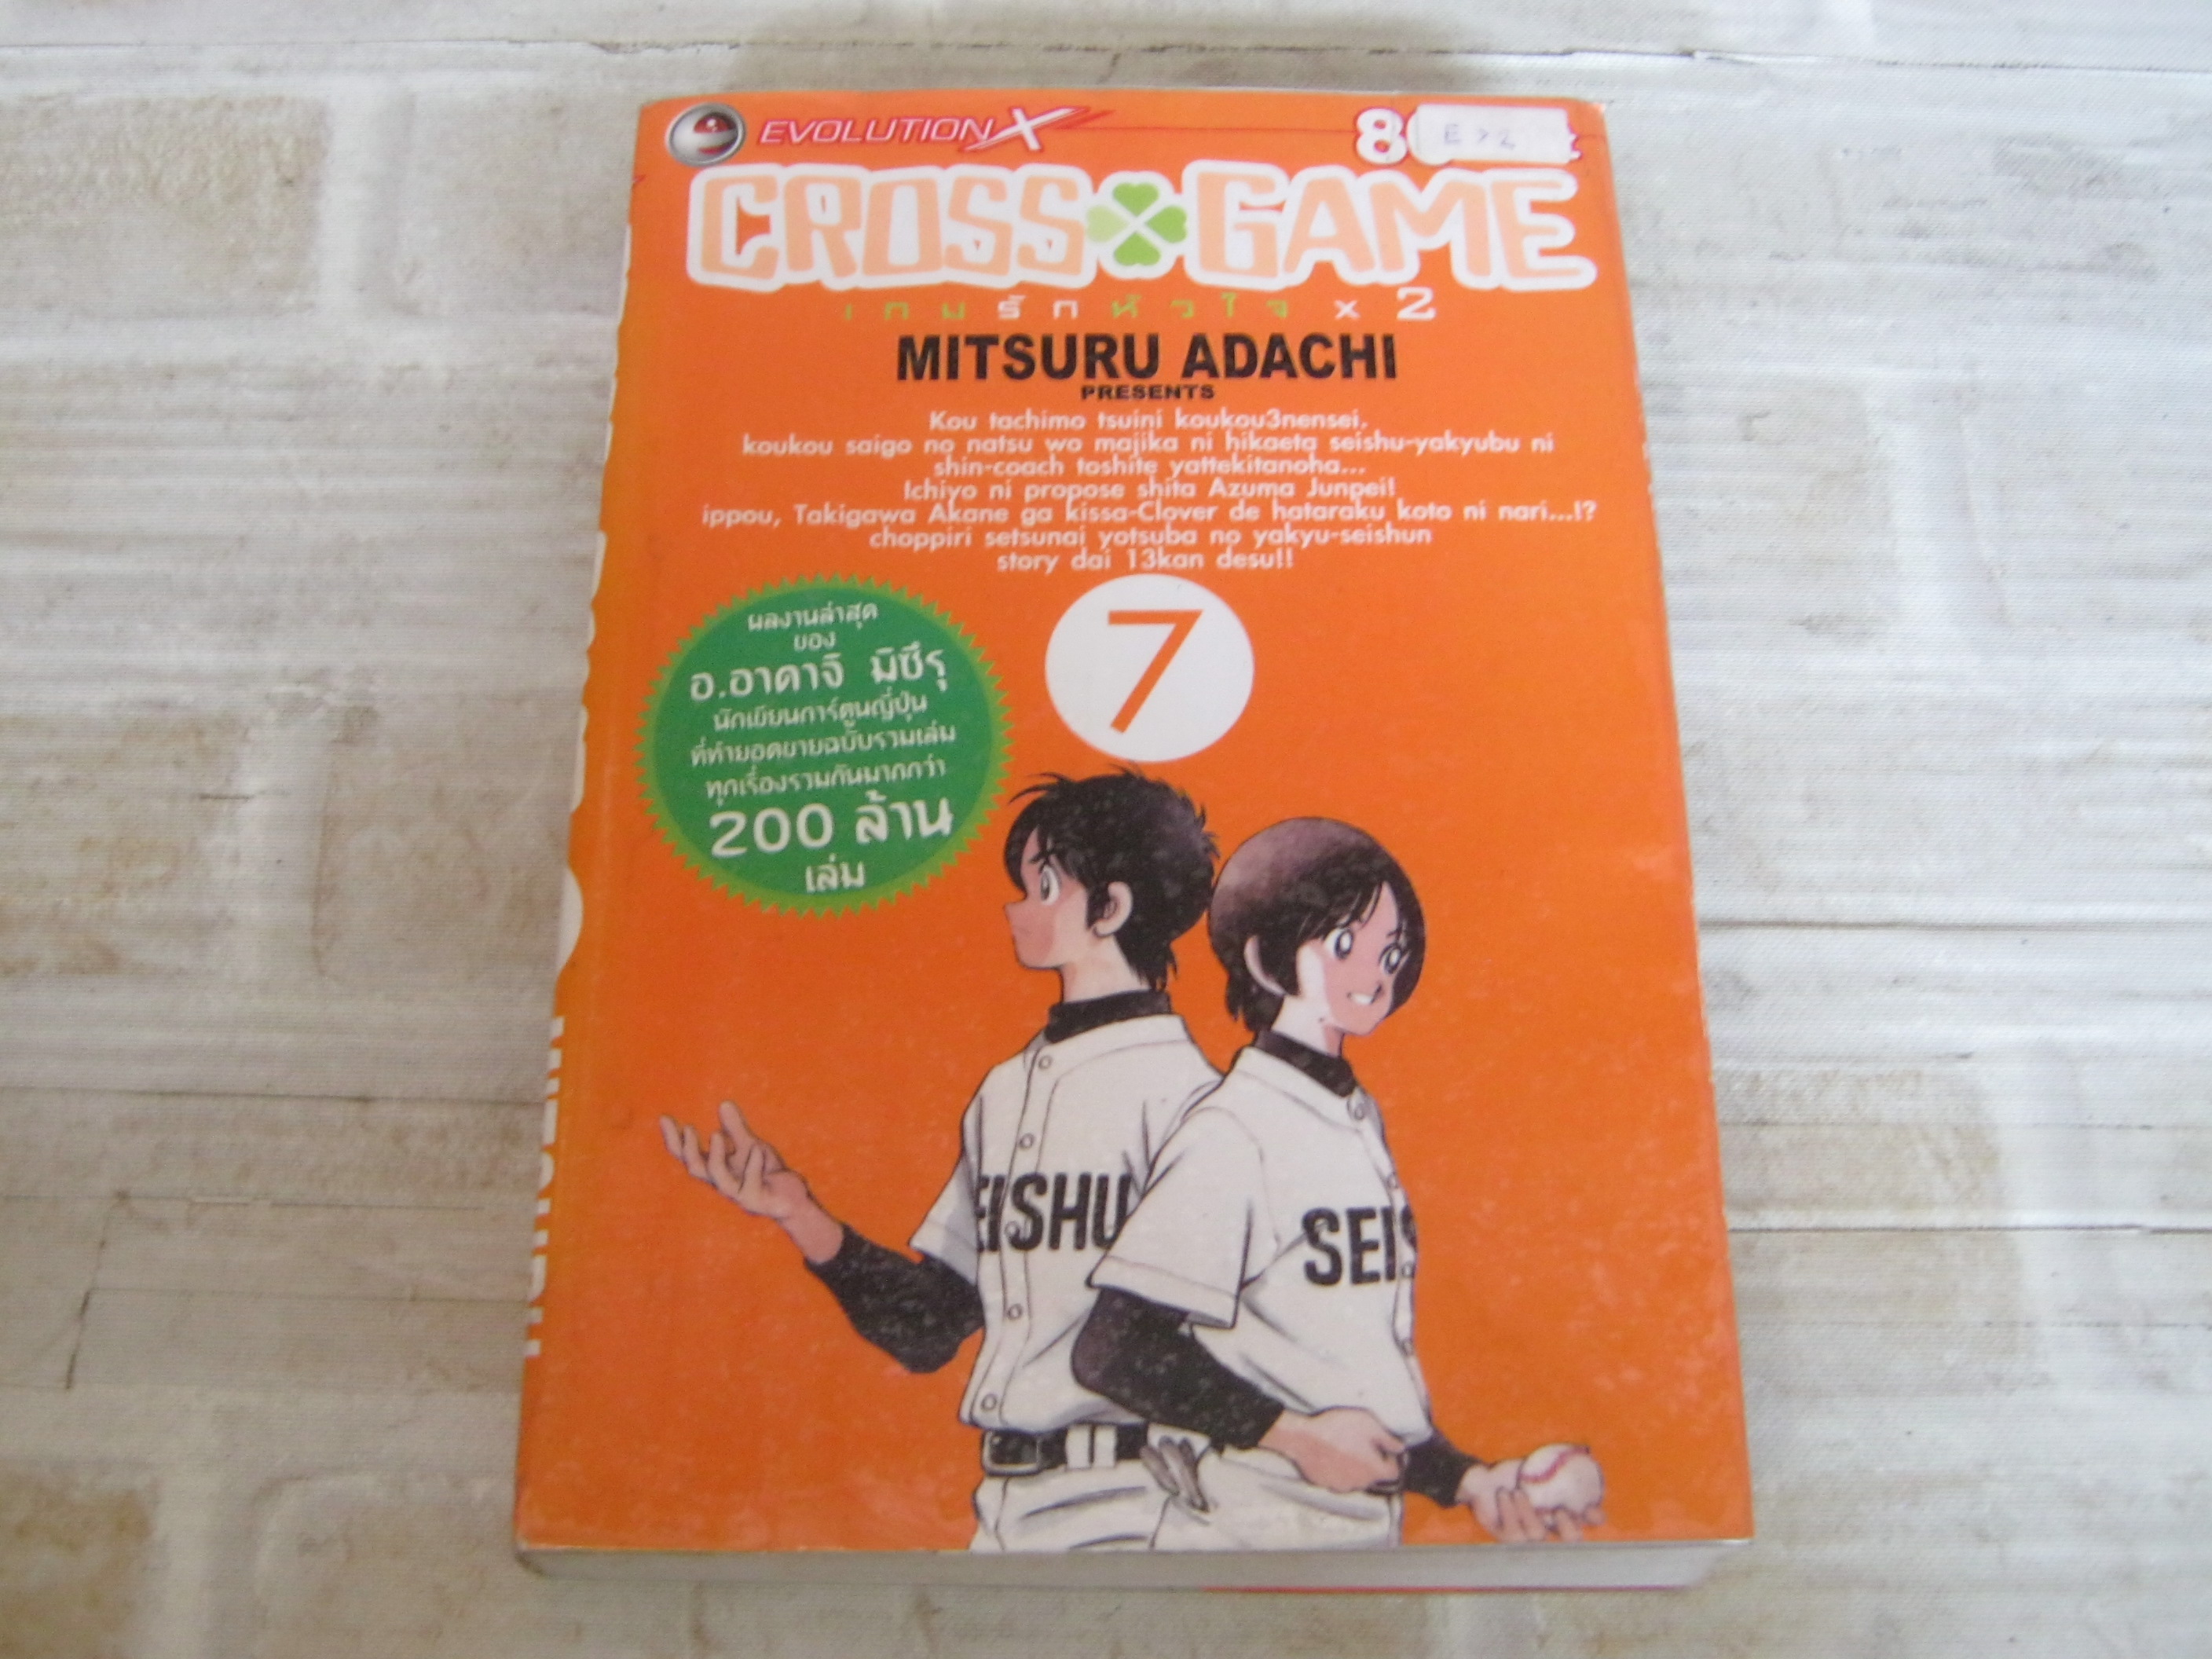 EVOLUTION X
E >2
CROSS GAME
เกมรักหัวใจ x 2
MITSURU ADACHI
PRESENTS
Kou tachimo tsuini koukou3nensei.
koukou saigo no natsu wo majika ni hikaeta seishu-yakyubu ni
shin-coach toshite yattekitanoha...
Ichiyo ni propose shita Azuma Junpei!
ippou, Takigawa Akane ga kissa-Clover de hataraku koto ni nari...!?
choppiri setsunai yotsuba no yakyu-seishun
story dai 13kan desu!!
7
ผลงานล่าสุด
ของ
อ.อาดาจิ มิซึรุ
นักเขียนการ์ตูนญี่ปุ่น
ที่ทำยอดขายฉบับรวมเล่ม
ทุกเรื่องรวมกันมากกว่า
200 ล้าน
เล่ม
EISHU
SEIS